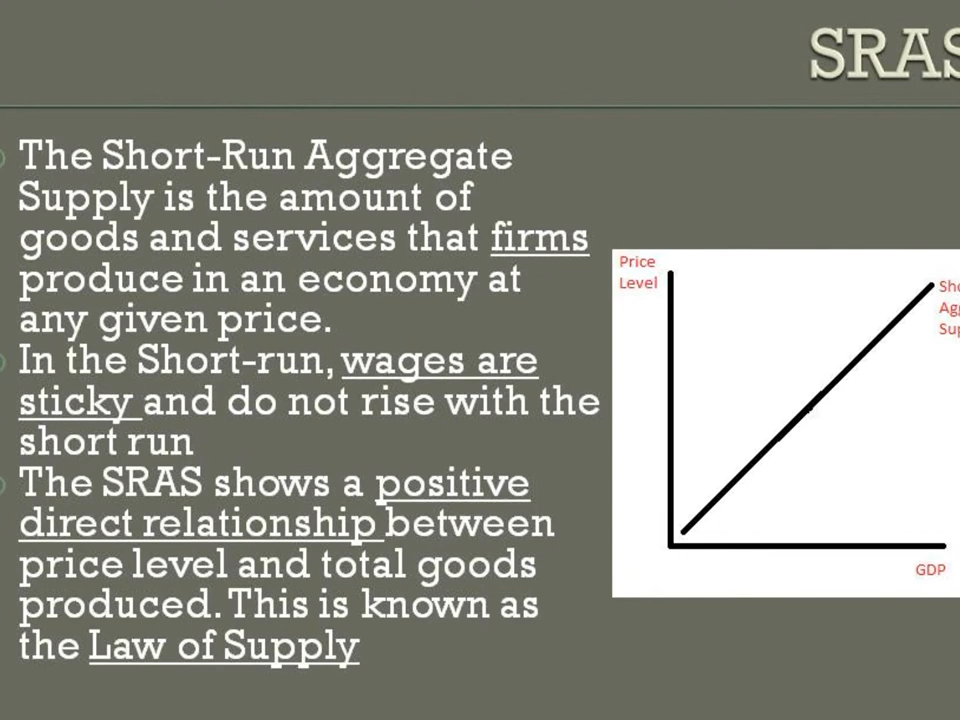 SRAS
The Short-Run Aggregate
Supply is the amount of
goods and services that firms
produce in an economy at
any given price.
In the Short-run, wages are
sticky and do not rise with the
short run
The SRAS shows a positive
direct relationship between
price level and total goods
produced. This is known as
the Law of Supply
Price
Level
Sho
Agg
Sup
GDP